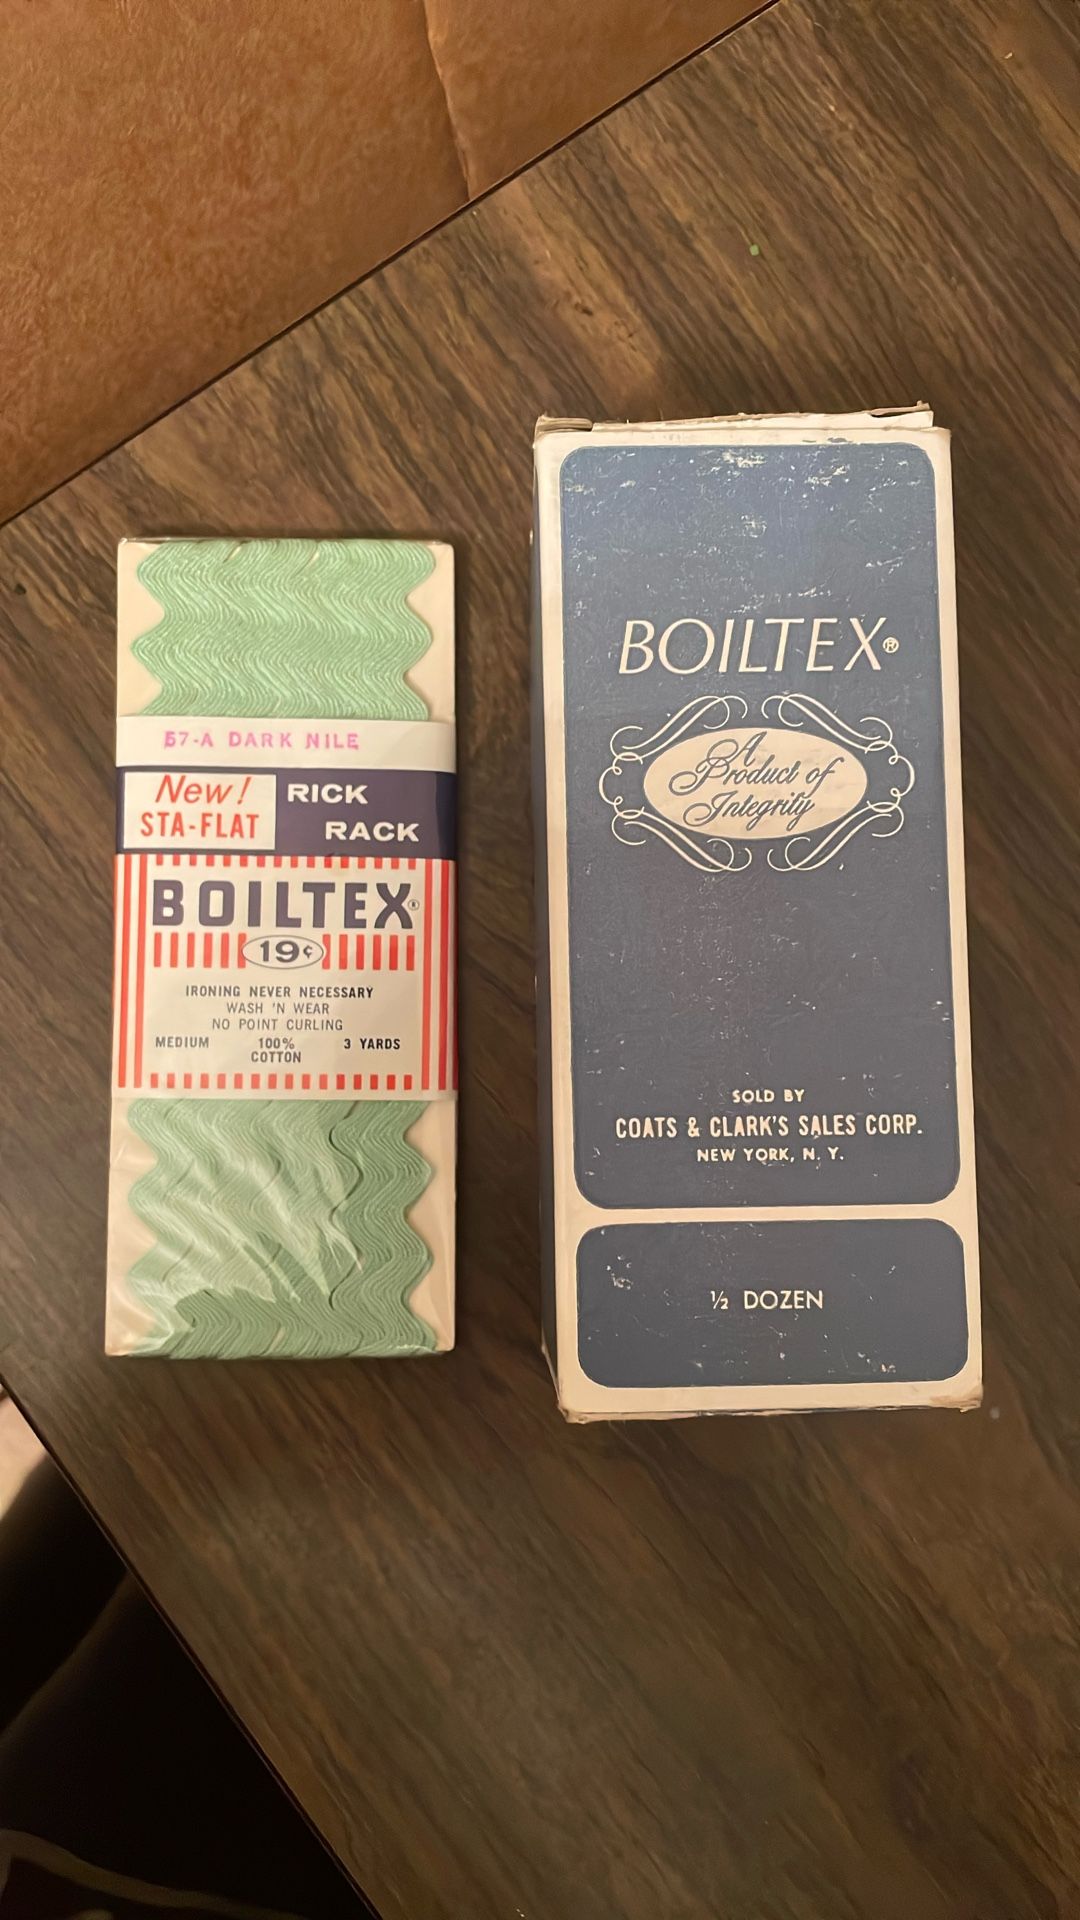 57-A DARK NILE
New!
STA-FLAT
RICK
RACK
BOILTEX®
19¢
IRONING NEVER NECESSARY
WASH 'N WEAR
NO POINT CURLING
MEDIUM 100% COTTON 3 YARDS
BOILTEX®
A
Product of
Integrity
SOLD BY
COATS & CLARK'S SALES CORP.
NEW YORK, N. Y.
½ DOZEN